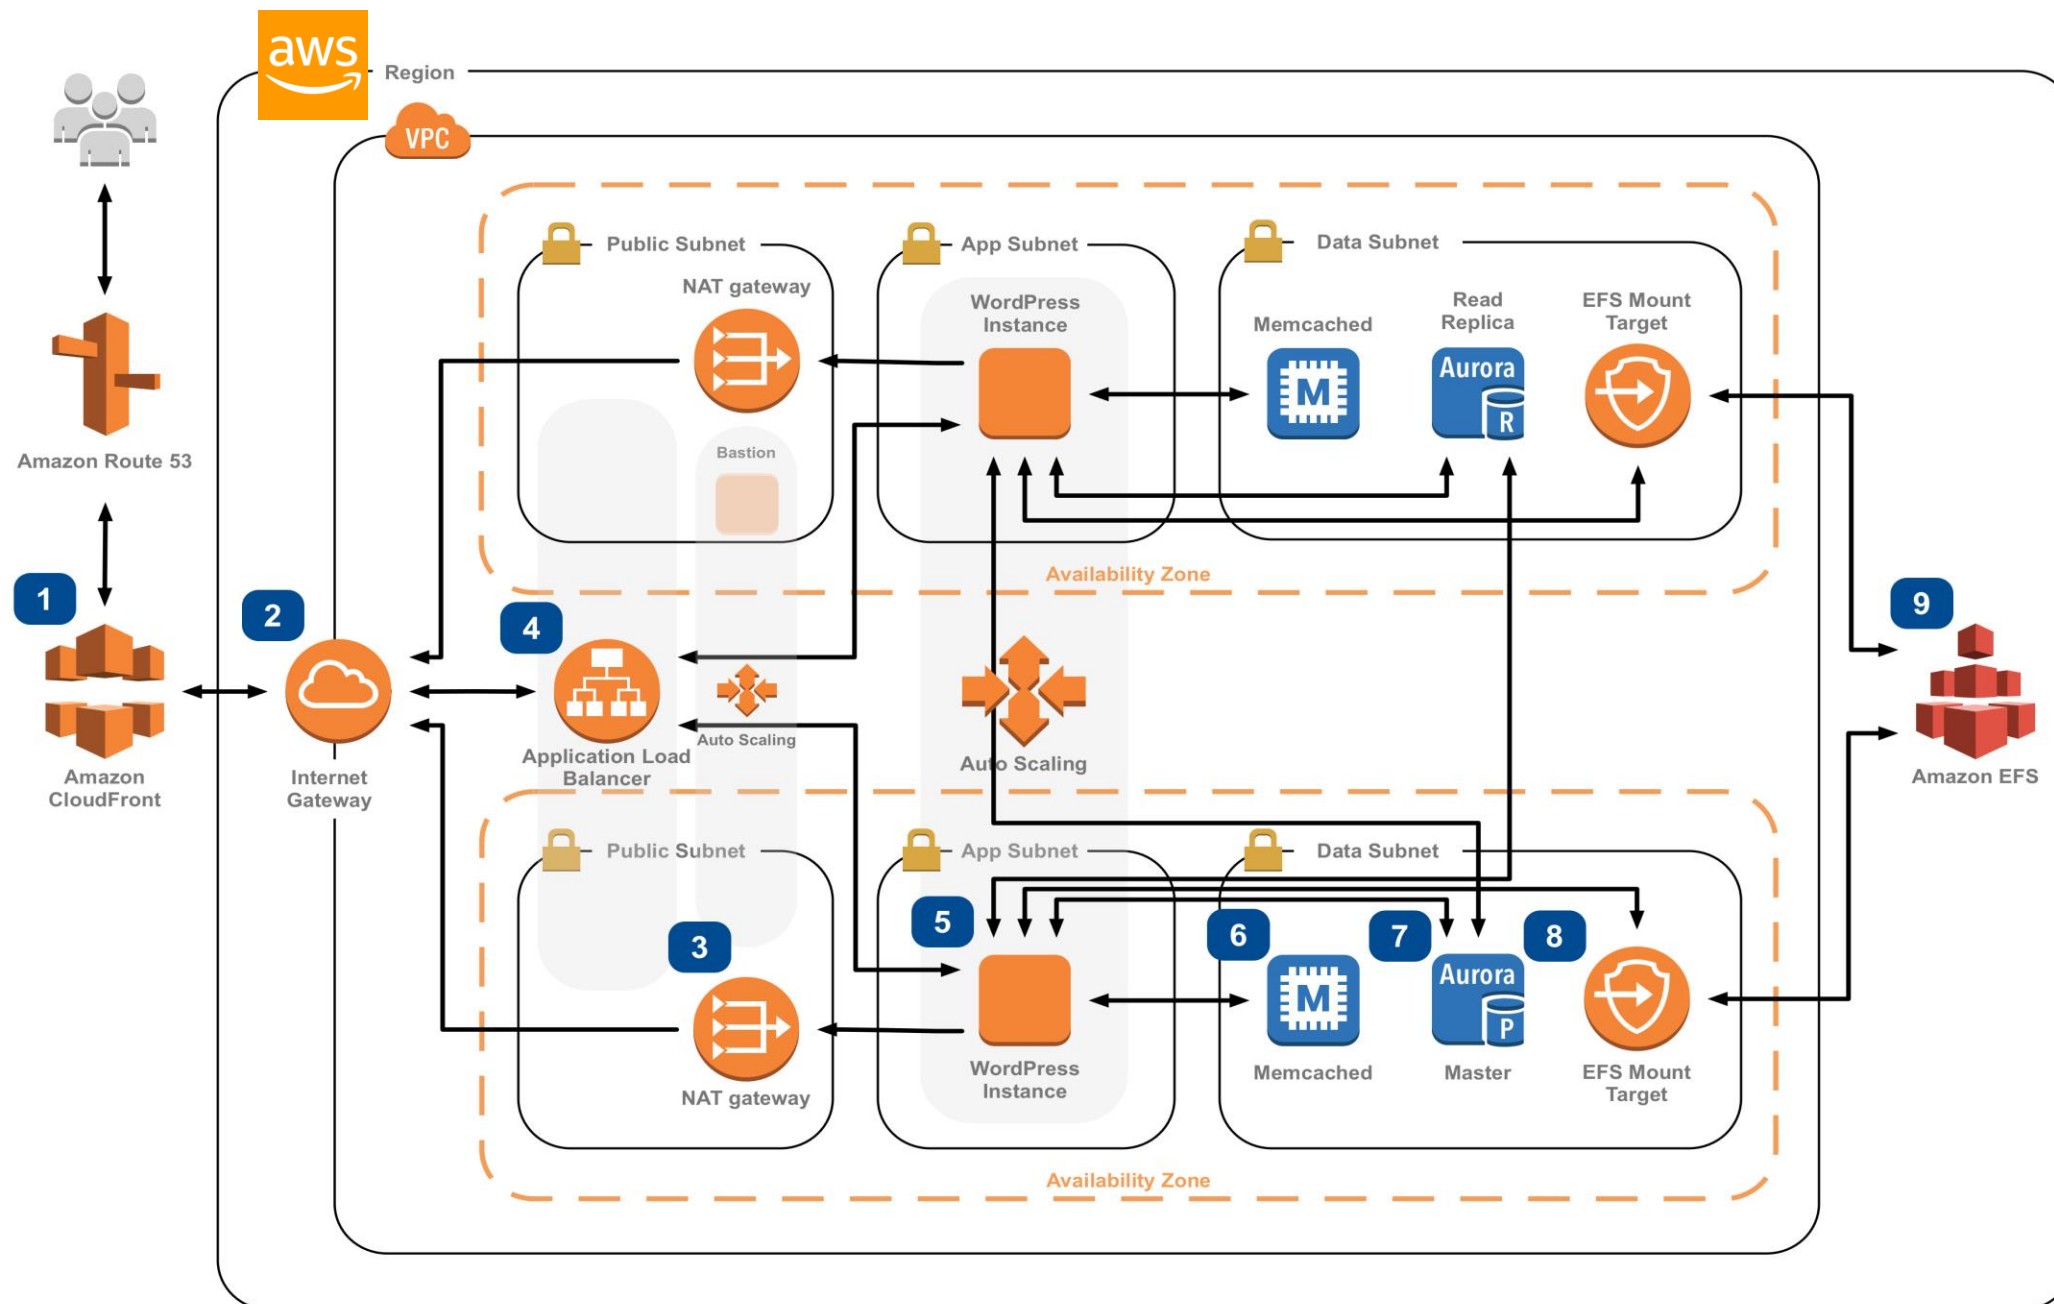 aws
Region
VPC
Public Subnet
App Subnet
Data Subnet
NAT gateway
WordPress
Instance
Memcached
Read
Replica
EFS Mount
Target
Aurora
M
R
Bastion
Amazon Route 53
Availability Zone
1
2
4
9
Amazon
CloudFront
Internet
Gateway
Application Load
Balancer
Auto Scaling
Auto Scaling
Amazon EFS
Public Subnet
App Subnet
Data Subnet
3
5
6
7
8
Aurora
M
P
NAT gateway
WordPress
Instance
Memcached
Master
EFS Mount
Target
Availability Zone